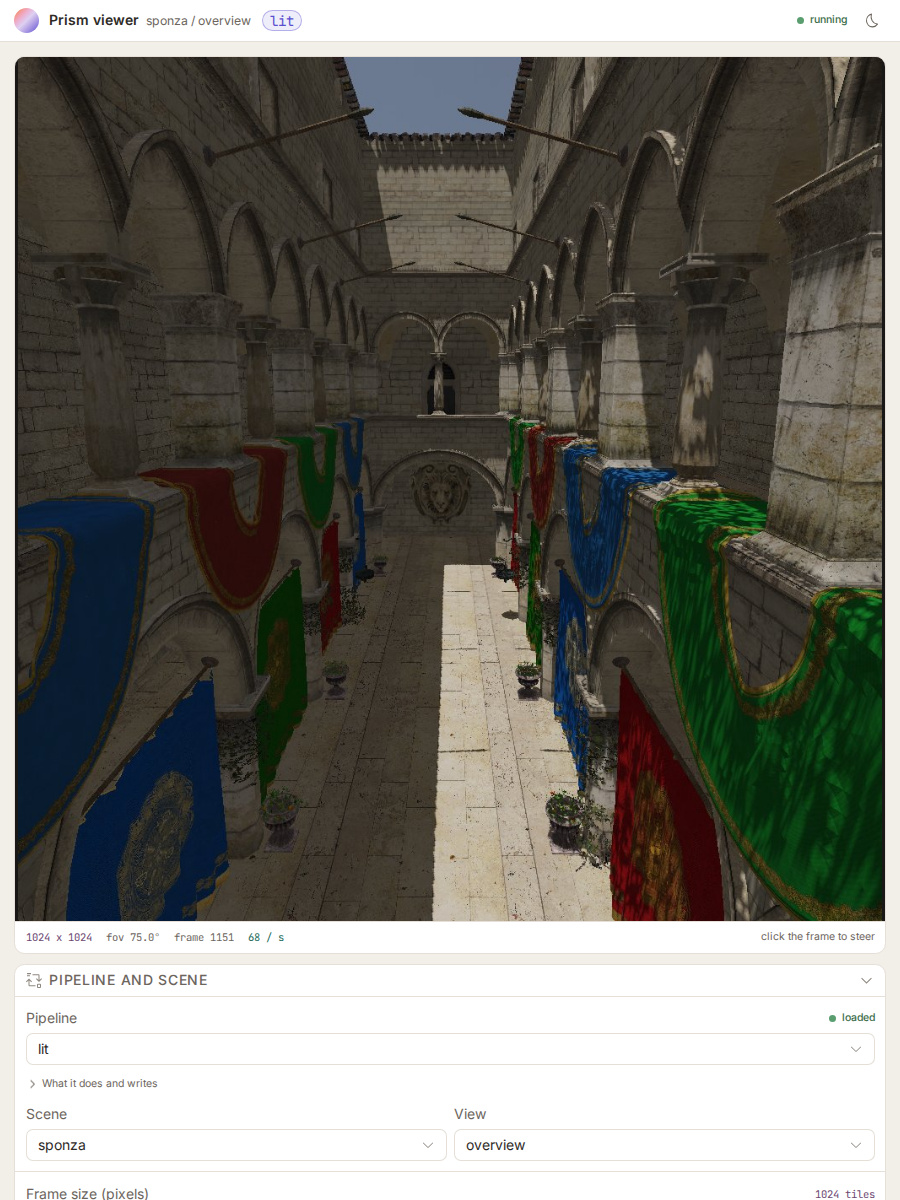 Prism viewer sponza / overview lit running
1024 x 1024 fov 75.0° frame 1151 68 / s click the frame to steer
PIPELINE AND SCENE
Pipeline loaded
lit
What it does and writes
Scene View
sponza overview
Frame size (pixels) 1024 tiles